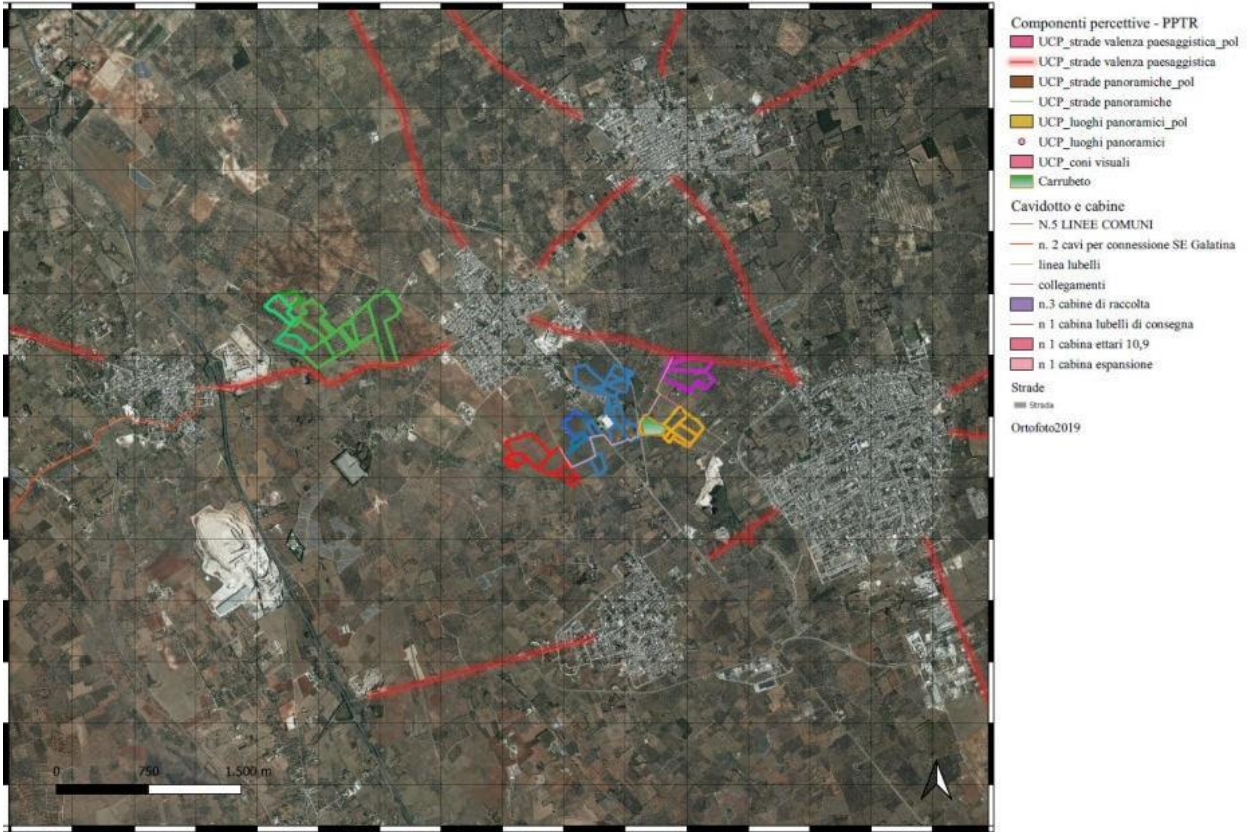 Componenti percettive - PPTR
UCP_strade valenza paesaggistica_pol
UCP_strade valenza paesaggistica
UCP_strade panoramiche_pol
UCP_strade panoramiche
UCP_luoghi panoramici_pol
UCP_luoghi panoramici
UCP_coni visuali
Carrubeto
Cavidotto e cabine
N.5 LINEE COMUNI
n. 2 cavi per connessione SE Galatina
linea lubelli
collegamenti
n.3 cabine di raccolta
n 1 cabina lubelli di consegna
n 1 cabina ettari 10,9
n 1 cabina espansione
Strade
Strada
Ortofoto2019
0 750 1.500 m